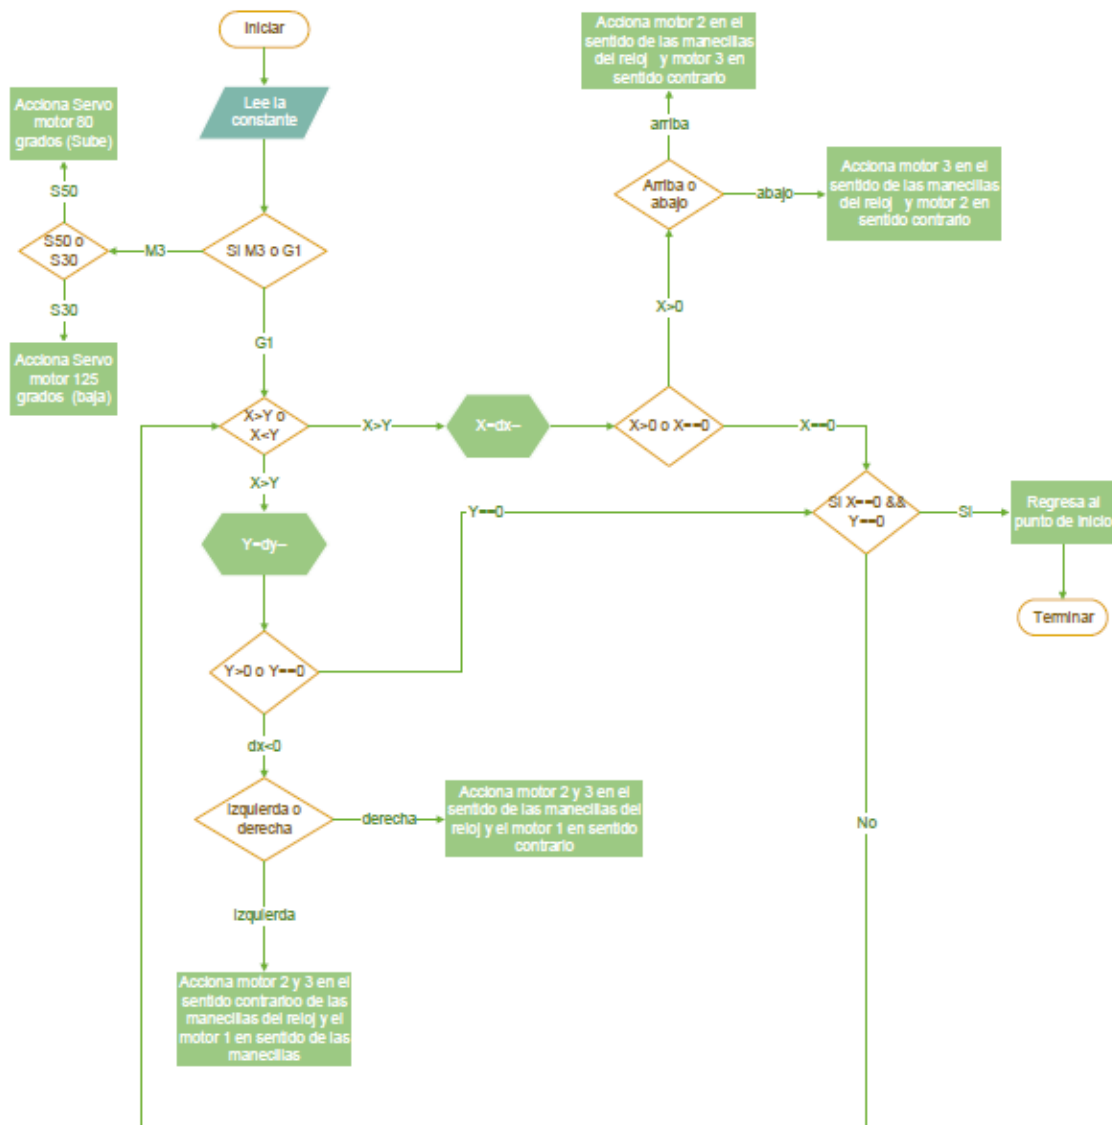 Iniciar
Lee la
constante
Acciona Servo
motor 80
grados (Sube)
S50
S50 o
S30
M3
Si M3 o G1
S30
Acciona Servo
motor 125
grados (baja)
G1
Acciona motor 2 en el
sentido de las manecillas
del reloj y motor 3 en
sentido contrario
arriba
Arriba o
abajo
abajo
Acciona motor 3 en el
sentido de las manecillas
del reloj y motor 2 en
sentido contrario
X>0
X>Y o
X<Y
X>Y
X=dx--
X>0 o X==0
X==0
X>Y
Y=dy--
Y==0
Si X==0 &&
Y==0
Si
Regresa al
punto de inicio
Terminar
Y>0 o Y==0
dx<0
Izquierda o
derecha
derecha
Acciona motor 2 y 3 en el
sentido de las manecillas del
reloj y el motor 1 en sentido
contrario
No
Izquierda
Acciona motor 2 y 3 en el
sentido contrarioo de las
manecillas del reloj y el
motor 1 en sentido de las
manecillas